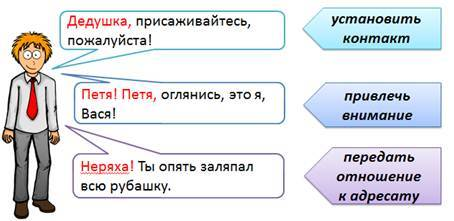 Дедушка, присаживайтесь,
пожалуйста!
установить
контакт
Петя! Петя, оглянись, это я,
Вася!
привлечь
внимание
Неряха! Ты опять заляпал
всю рубашку.
передать
отношение
к адресату